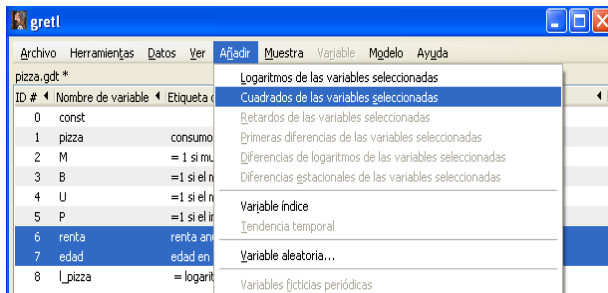 gretl
Archivo Herramientas Datos Ver Añadir Muestra Variable Modelo Ayuda
pizza.gdt *
ID # Nombre de variable Etiqueta
0 const
1 pizza consumo
2 M = 1 si
3 B =1 si el
4 U =1 si el
5 P =1 si el
6 renta renta
7 edad edad en
8 l_pizza =
Logaritmos de las variables seleccionadas
Cuadrados de las variables seleccionadas
Retardos de las variables seleccionadas
Primeras diferencias de las variables seleccionadas
Diferencias de logaritmos de las variables seleccionadas
Diferencias estacionales de las variables seleccionadas
Variable índice
Tendencia temporal
Variable aleatoria...
Variables ficticias periódicas